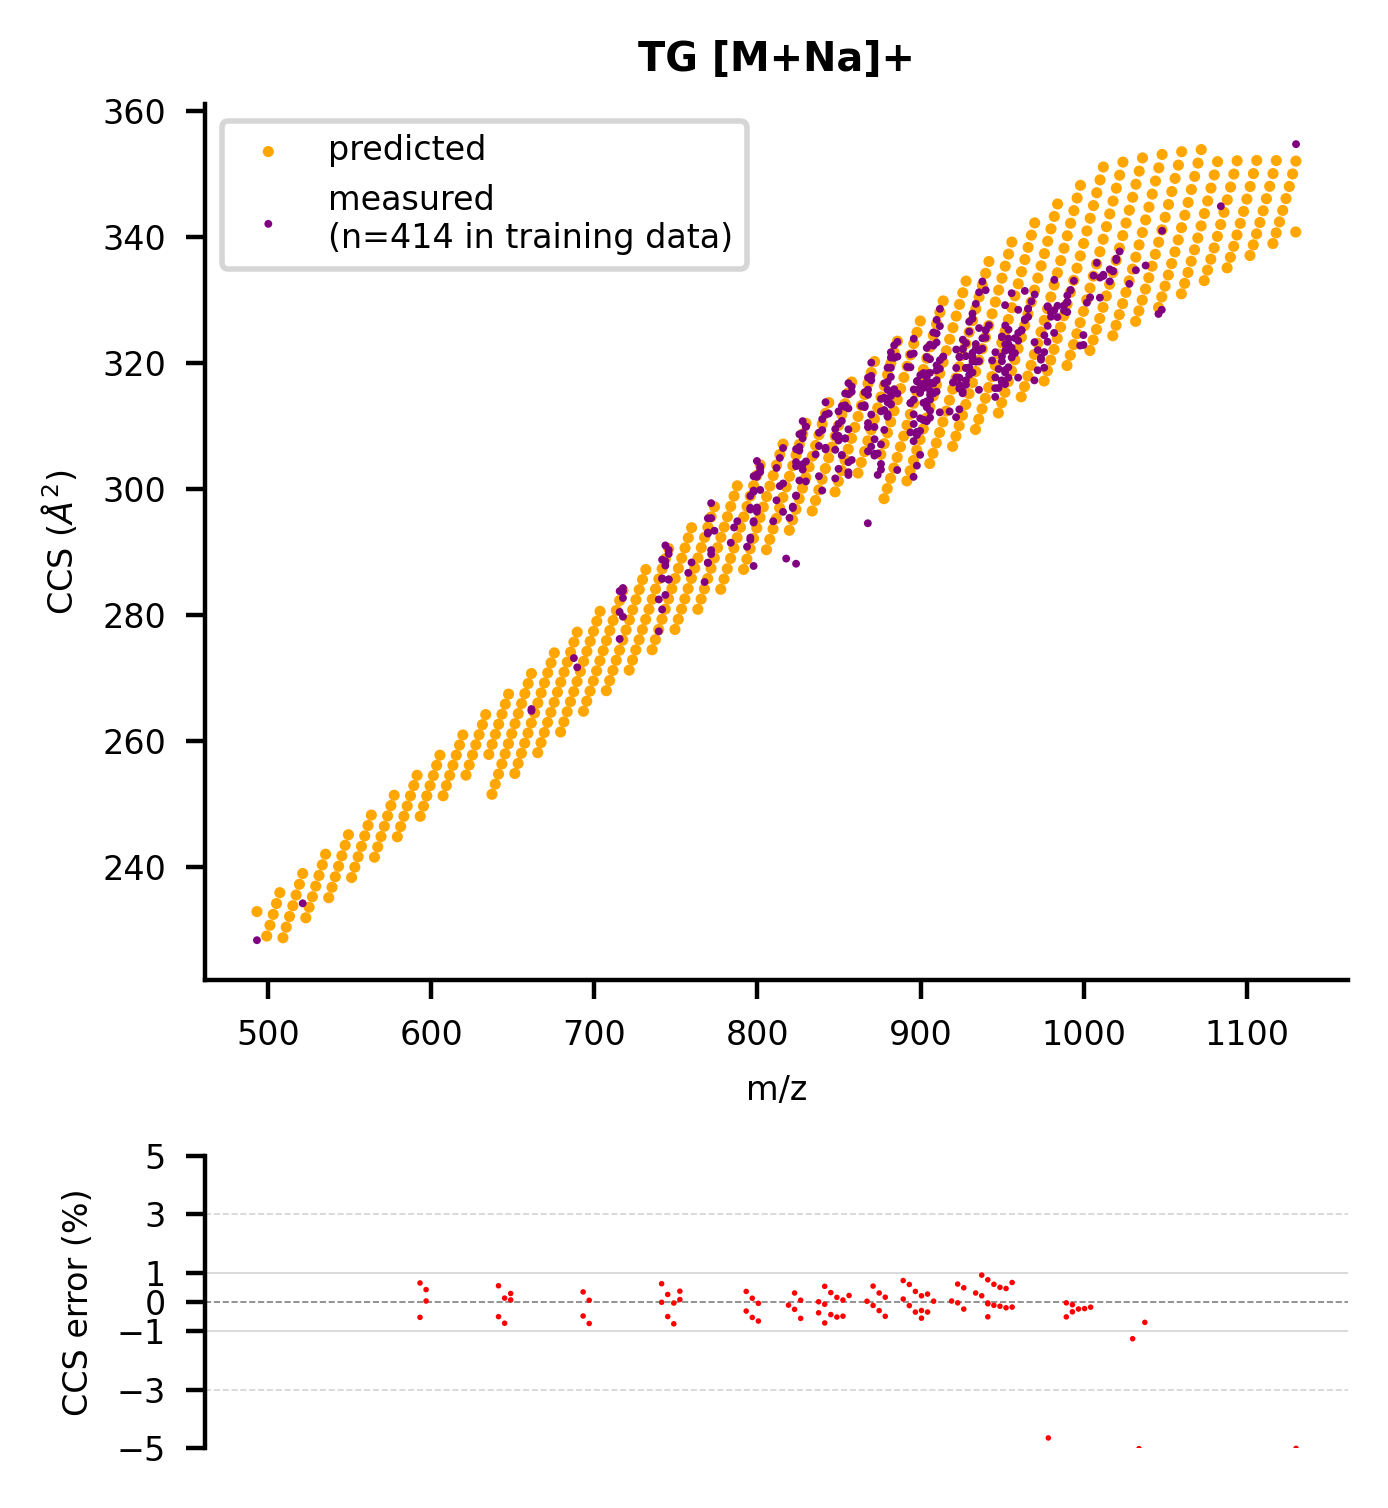 TG [M+Na]+
360
340
320
300
280
260
240
CCS (Å²)
predicted
measured
(n=414 in training data)
500 600 700 800 900 1000 1100
m/z
5
3
1
0
−1
−3
−5
CCS error (%)